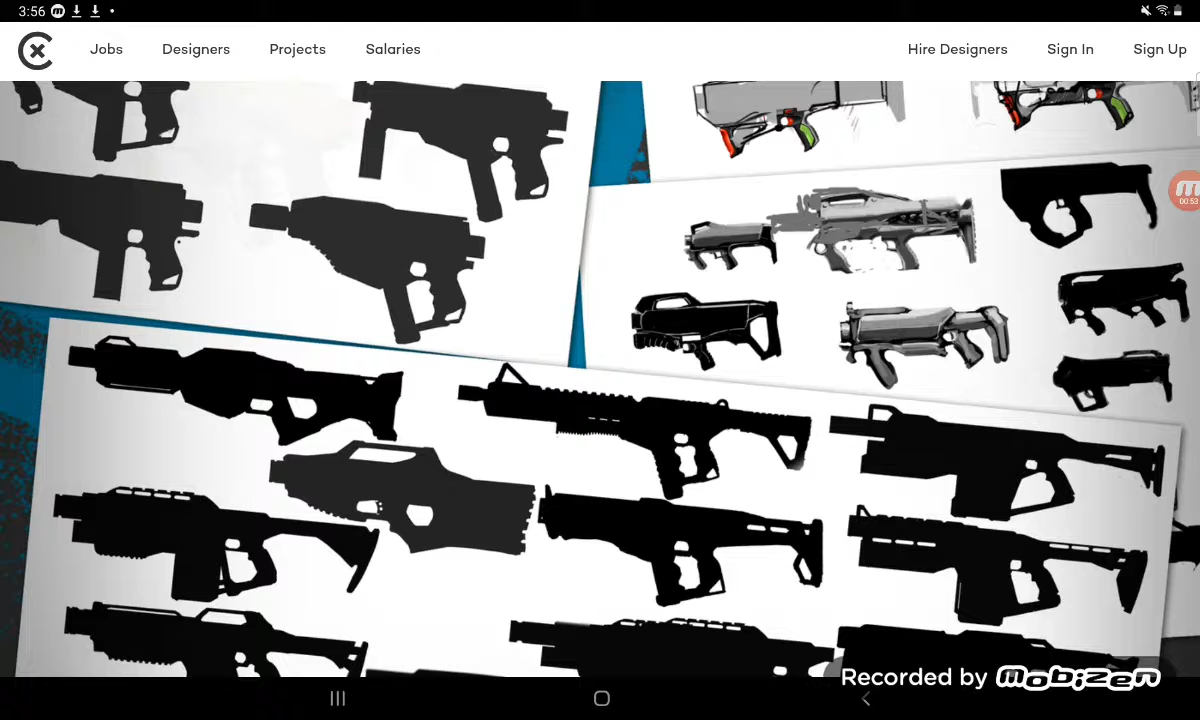 3:56
Jobs Designers Projects Salaries Hire Designers Sign In Sign Up
00:53
Recorded by Mobizen